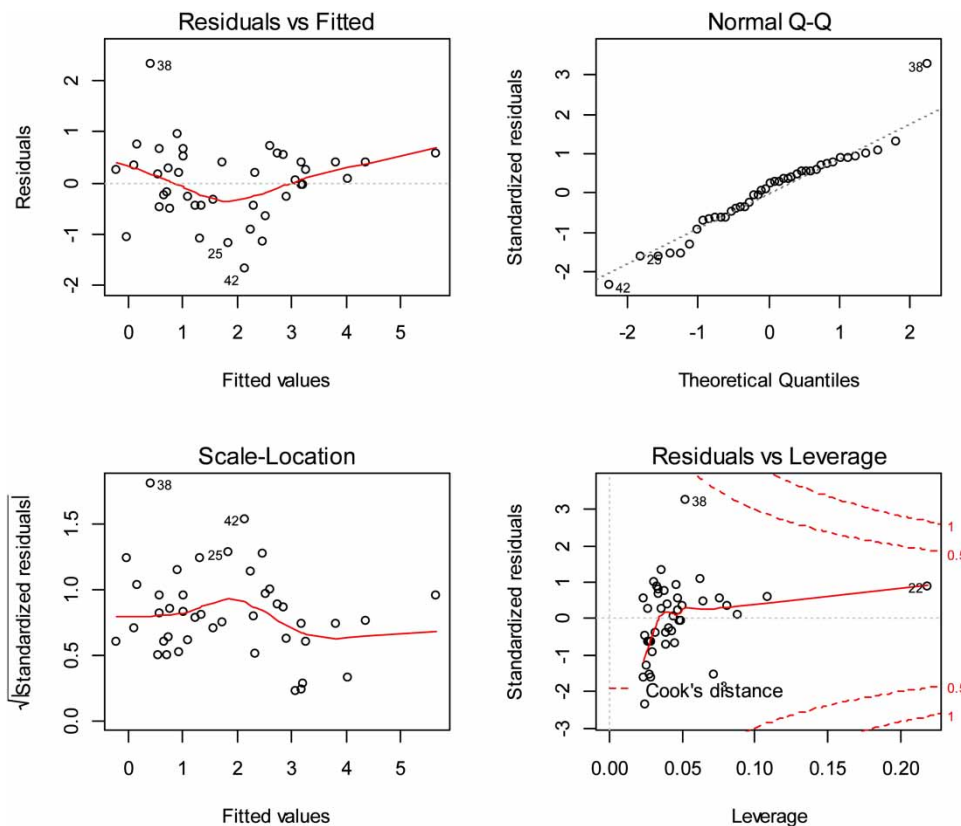 Residuals vs Fitted
Residuals
2
1
0
-1
-2
38
25
42
0 1 2 3 4 5
Fitted values
Normal Q-Q
Standardized residuals
3
2
1
0
-1
-2
38
25
42
-2 -1 0 1 2
Theoretical Quantiles
Scale-Location
√|Standardized residuals|
1.5
1.0
0.5
0.0
38
42
25
0 1 2 3 4 5
Fitted values
Residuals vs Leverage
Standardized residuals
3
2
1
0
-1
-2
-3
38
22
Cook's distance
1
0.5
0.5
1
0.00 0.05 0.10 0.15 0.20
Leverage